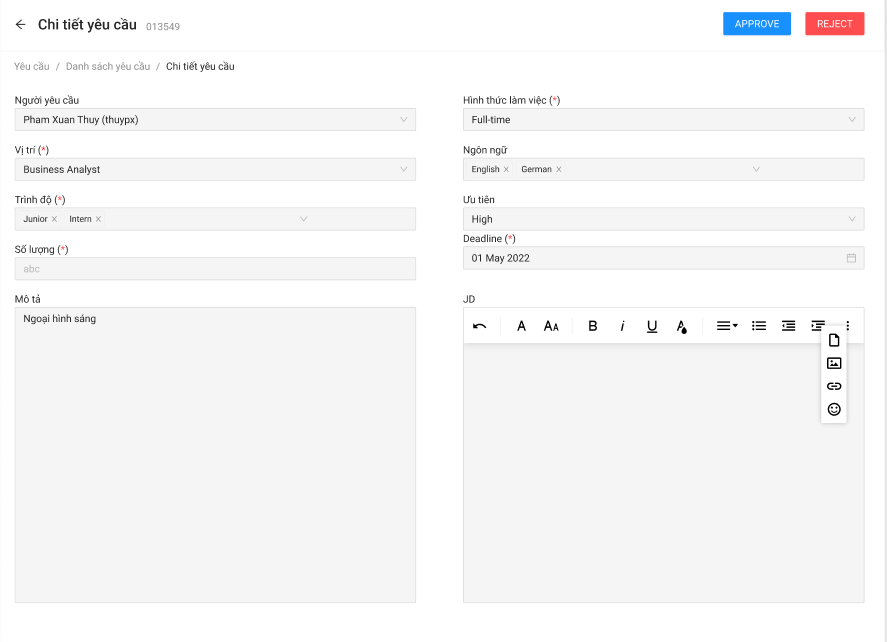 Chi tiết yêu cầu 013549 APPROVE REJECT
Yêu cầu / Danh sách yêu cầu / Chi tiết yêu cầu
Người yêu cầu
Pham Xuan Thuy (thuypx)
Hình thức làm việc (*)
Full-time
Vị trí (*)
Business Analyst
Ngôn ngữ
English × German ×
Trình độ (*)
Junior × Intern ×
Ưu tiên
High
Số lượng (*)
abc
Deadline (*)
01 May 2022
Mô tả
Ngoại hình sáng
JD
A AA B i U A